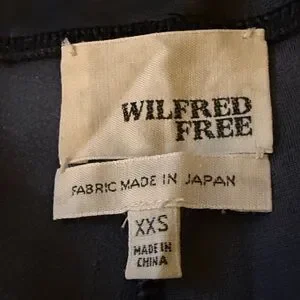 WILFRED
FREE
FABRIC MADE IN JAPAN
XXS
MADE IN
CHINA